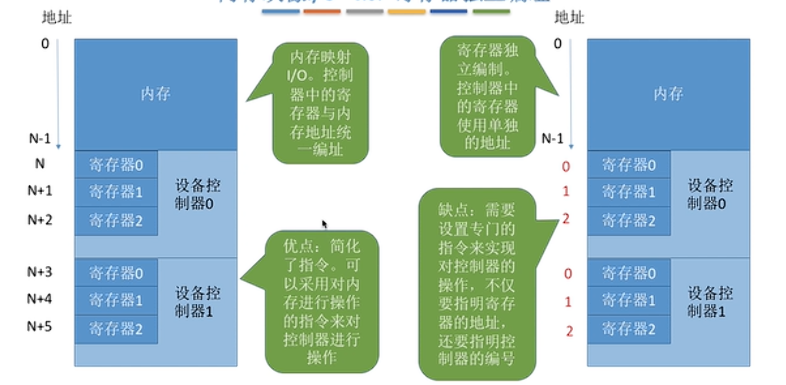 地址
0
N-1
N
N+1
N+2
N+3
N+4
N+5
内存
寄存器0
寄存器1
寄存器2
设备控
制器0
寄存器0
寄存器1
寄存器2
设备控
制器1
内存映射
I/O。控制
器中的寄
存器与内
存地址统
一编址
优点：简化
了指令。可
以采用对内
存进行操作
的指令来对
控制器进行
操作
寄存器独
立编制。
控制器中
的寄存器
使用单独
的地址
缺点：需要
设置专门的
指令来实现
对控制器的
操作，不仅
要指明寄存
器的地址，
还要指明控
制器的编号
地址
0
N-1
0
1
2
0
1
2
内存
寄存器0
寄存器1
寄存器2
设备控
制器0
寄存器0
寄存器1
寄存器2
设备控
制器1